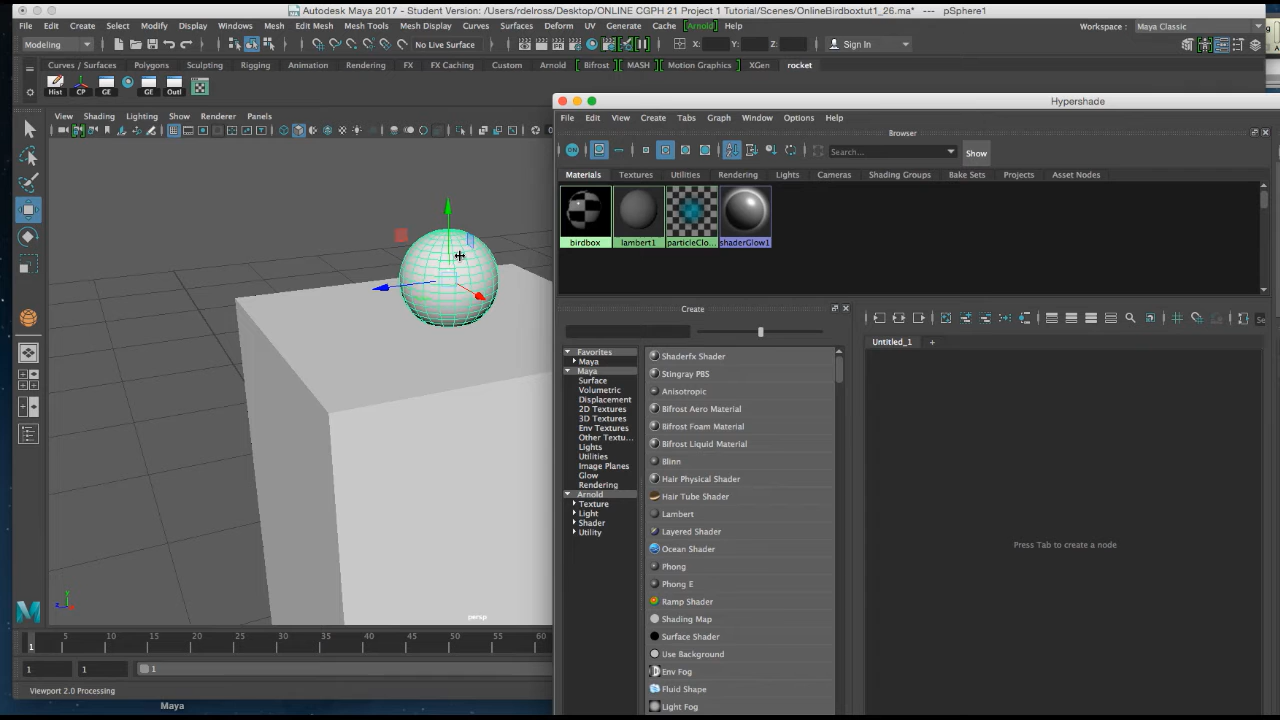 Autodesk Maya 2017 - Student Version: /Users/rdelross/Desktop/ONLINE CGPH 21 Project 1 Tutorial/Scenes/OnlineBirdboxtut1_26.ma* --- pSphere1
File Edit Create Select Modify Display Windows Mesh Edit Mesh Mesh Tools Mesh Display Curves Surfaces Deform UV Generate Cache Arnold Help Workspace : Maya Classic
Modeling No Live Surface X: Y: Z: Sign In
Curves / Surfaces Polygons Sculpting Rigging Animation Rendering FX FX Caching Custom Arnold Bifrost MASH Motion Graphics XGen rocket
Hist CP GE GE Outl
View Shading Lighting Show Renderer Panels
Hypershade
File Edit View Create Tabs Graph Window Options Help
Browser
ON Search... Show
Materials Textures Utilities Rendering Lights Cameras Shading Groups Bake Sets Projects Asset Nodes
birdbox lambert1 particleClo... shaderGlow1
Create
Untitled_1 +
Favorites
Maya
Maya
Surface
Volumetric
Displacement
2D Textures
3D Textures
Env Textures
Other Textu...
Lights
Utilities
Image Planes
Glow
Rendering
Arnold
Texture
Light
Shader
Utility
Shaderfx Shader
Stingray PBS
Anisotropic
Bifrost Aero Material
Bifrost Foam Material
Bifrost Liquid Material
Blinn
Hair Physical Shader
Hair Tube Shader
Lambert
Layered Shader
Ocean Shader
Phong
Phong E
Ramp Shader
Shading Map
Surface Shader
Use Background
Env Fog
Fluid Shape
Light Fog
Press Tab to create a node
persp
1 5 10 15 20 25 30 35 40 45 50 55 60
1 1 1
Viewport 2.0 Processing
Maya